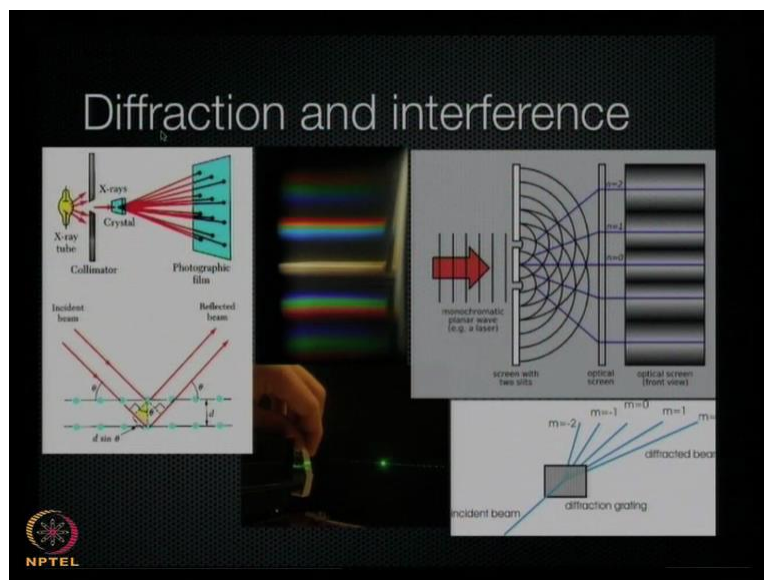 Diffraction and interference
X-rays
Crystal
X-ray
tube
Collimator
Photographic
film
Incident
beam
Reflected
beam
θ
θ
θ
d
d sin θ
monochromatic
planar wave
(e.g. a laser)
n=2
n=1
n=0
screen with
two slits
optical
screen
optical screen
(front view)
m=-2
m=-1
m=0
m=1
m=
diffracted bear
diffraction grating
incident beam
NPTEL